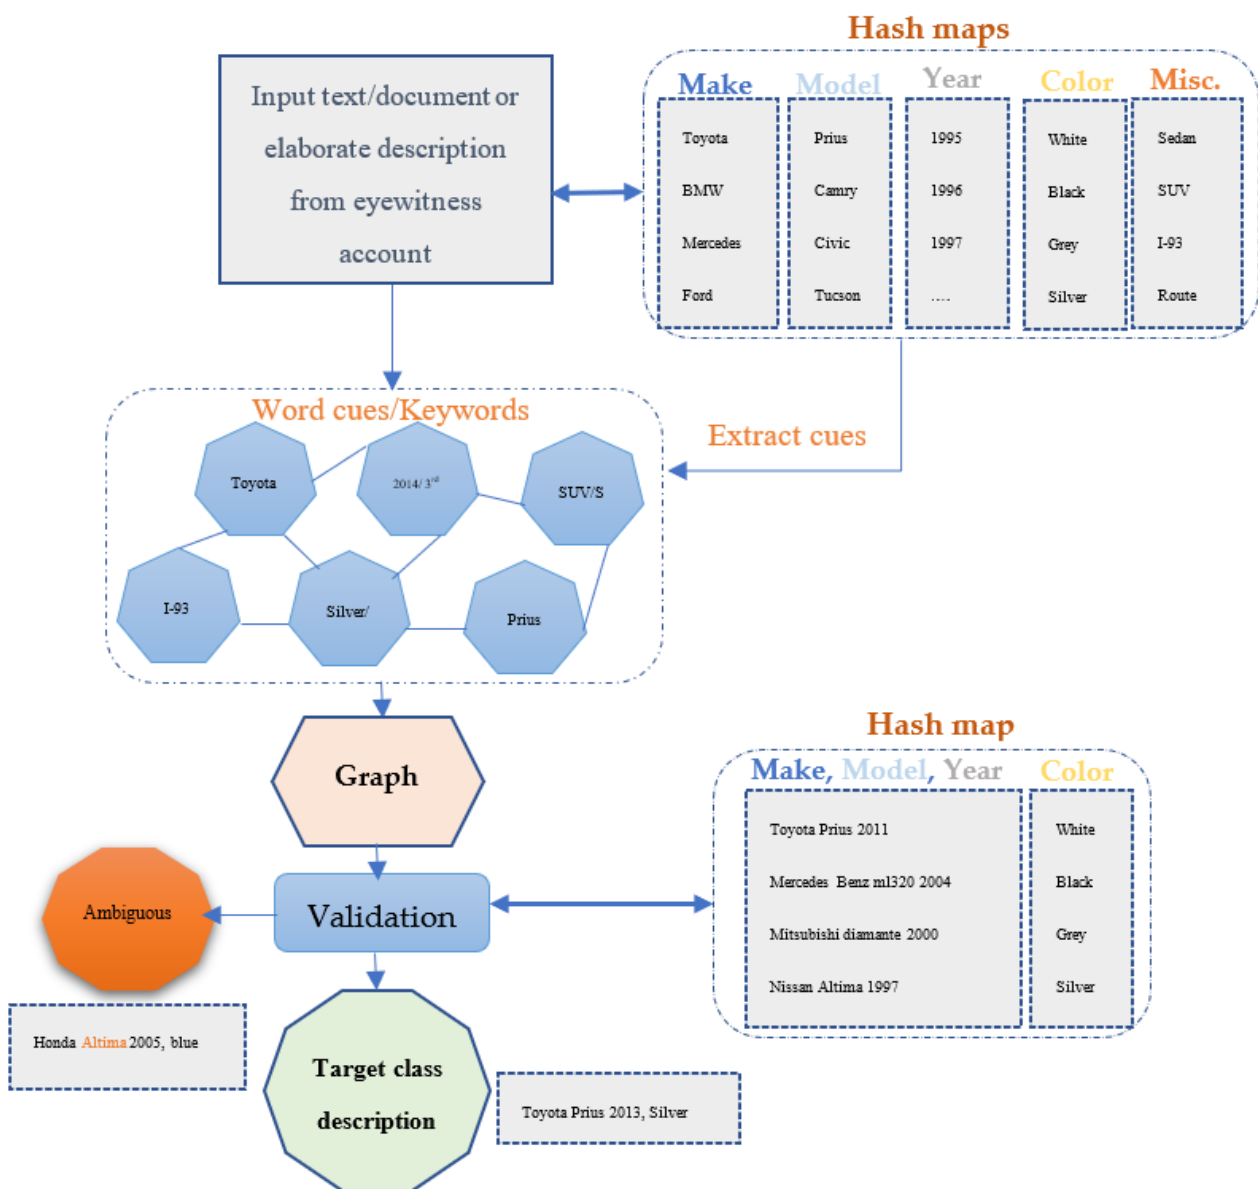 Hash maps
Input text/document or
elaborate description
from eyewitness
account
Make Model Year Color Misc.
Toyota Prius 1995 White Sedan
BMW Camry 1996 Black SUV
Mercedes Civic 1997 Grey I-93
Ford Tucson .... Silver Route
Word cues/Keywords
Extract cues
Toyota 2014/ 3rd SUV/S
I-93 Silver/ Prius
Graph
Hash map
Make, Model, Year Color
Toyota Prius 2011 White
Mercedes Benz ml320 2004 Black
Mitsubishi diamante 2000 Grey
Nissan Altima 1997 Silver
Ambiguous
Validation
Honda Altima 2005, blue
Target class
description
Toyota Prius 2013, Silver